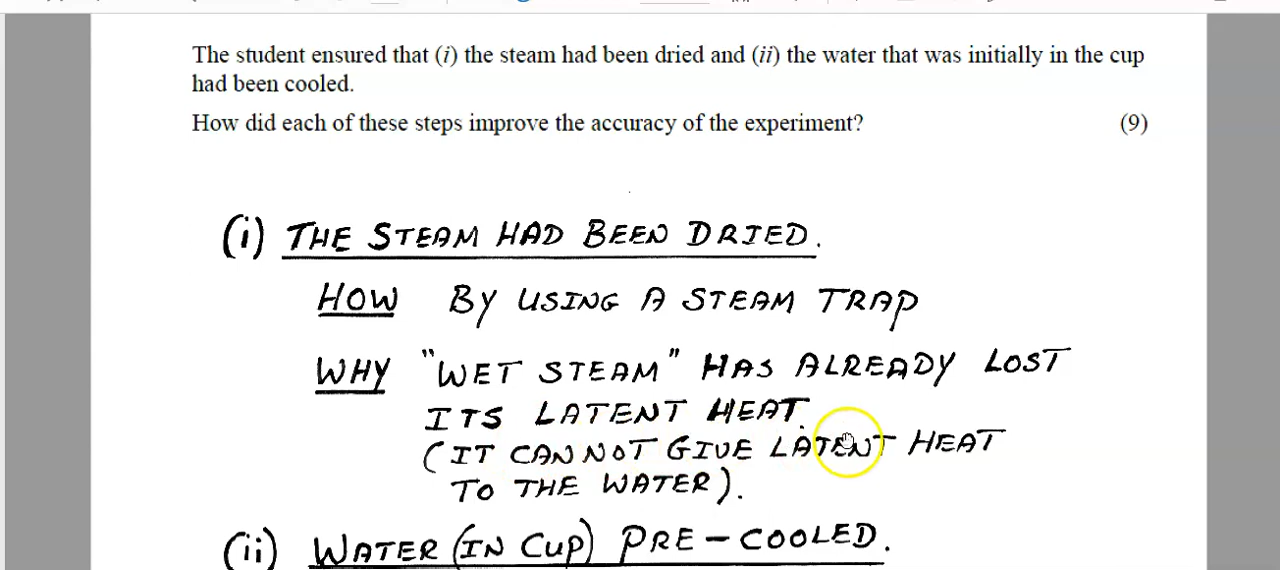 The student ensured that (i) the steam had been dried and (ii) the water that was initially in the cup
had been cooled.
How did each of these steps improve the accuracy of the experiment? (9)
(i) THE STEAM HAD BEEN DRIED.
HOW BY USING A STEAM TRAP
WHY "WET STEAM" HAS ALREADY LOST
ITS LATENT HEAT.
(IT CANNOT GIVE LATENT HEAT
TO THE WATER).
(ii) WATER (IN CUP) PRE-COOLED.